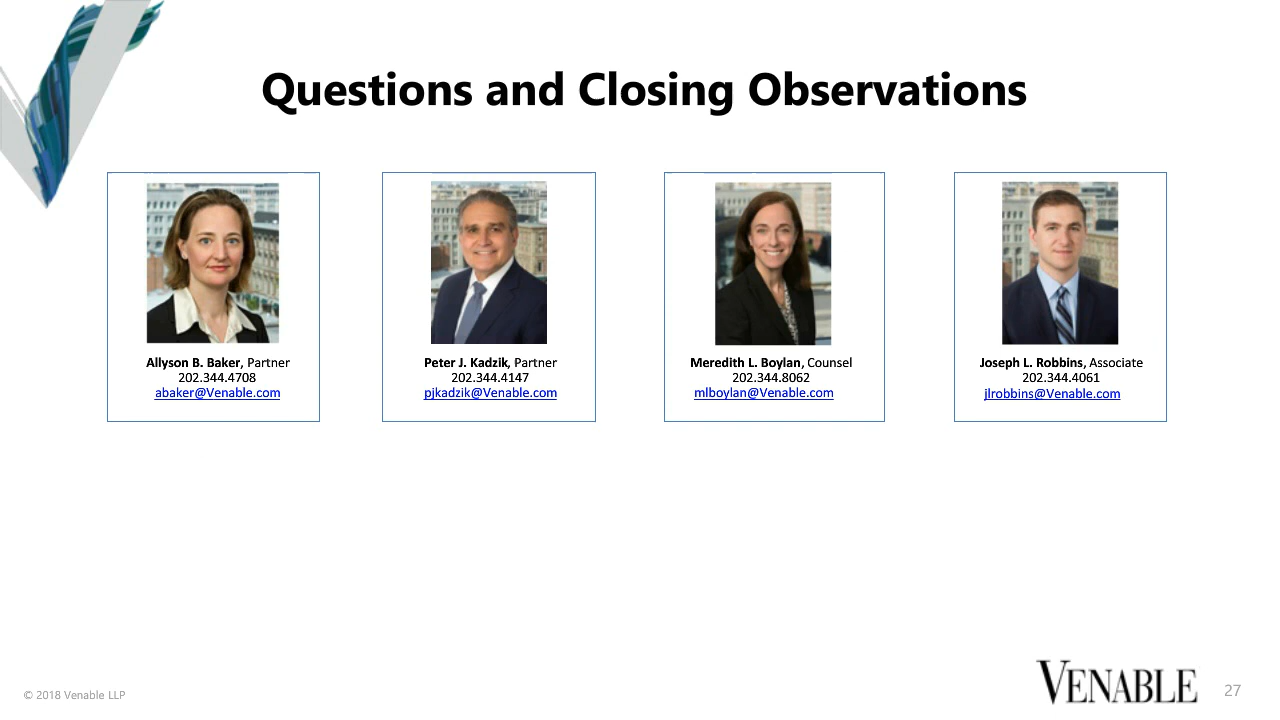 Questions and Closing Observations
Allyson B. Baker, Partner
202.344.4708
abaker@Venable.com
Peter J. Kadzik, Partner
202.344.4147
pjkadzik@Venable.com
Meredith L. Boylan, Counsel
202.344.8062
mlboylan@Venable.com
Joseph L. Robbins, Associate
202.344.4061
jlrobbins@Venable.com
© 2018 Venable LLP
VENABLE
27